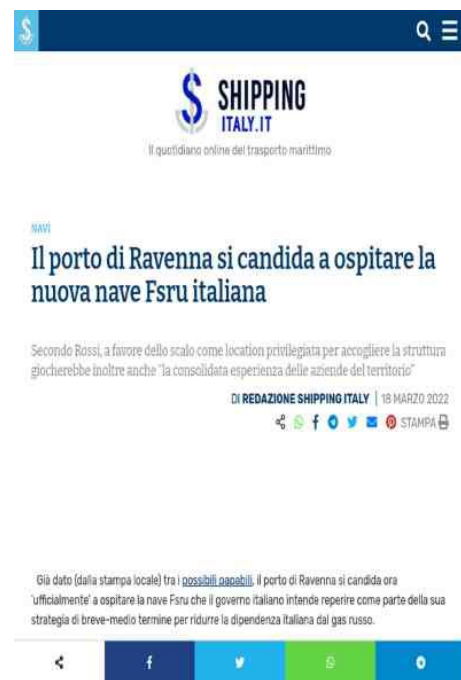 SHIPPING
ITALY.IT
Il quotidiano online del trasporto marittimo
NAVI
Il porto di Ravenna si candida a ospitare la
nuova nave Fsru italiana
Secondo Rossi, a favore dello scalo come location privilegiata per accogliere la struttura
giocherebbe inoltre anche "la consolidata esperienza delle aziende del territorio"
DI REDAZIONE SHIPPING ITALY | 18 MARZO 2022
STAMPA
Già dato (dalla stampa locale) tra i possibili papabili, il porto di Ravenna si candida ora
'ufficialmente' a ospitare la nave Fsru che il governo italiano intende reperire come parte della sua
strategia di breve-medio termine per ridurre la dipendenza italiana dal gas russo.